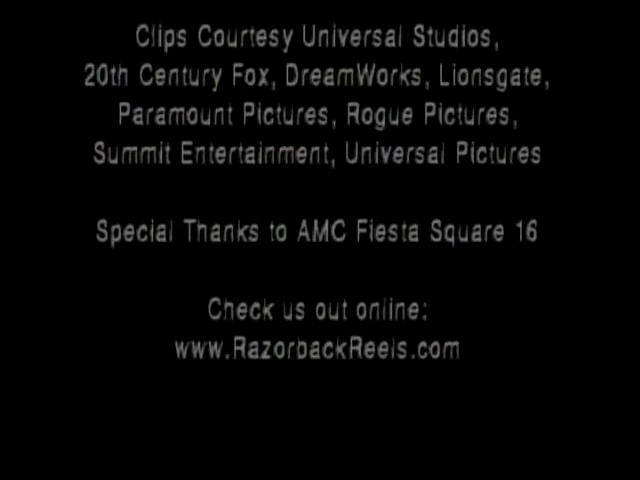 Clips Courtesy Universal Studios,
20th Century Fox, DreamWorks, Lionsgate,
Paramount Pictures, Rogue Pictures,
Summit Entertainment, Universal Pictures
Special Thanks to AMC Fiesta Square 16
Check us out online:
www.RazorbackReels.com